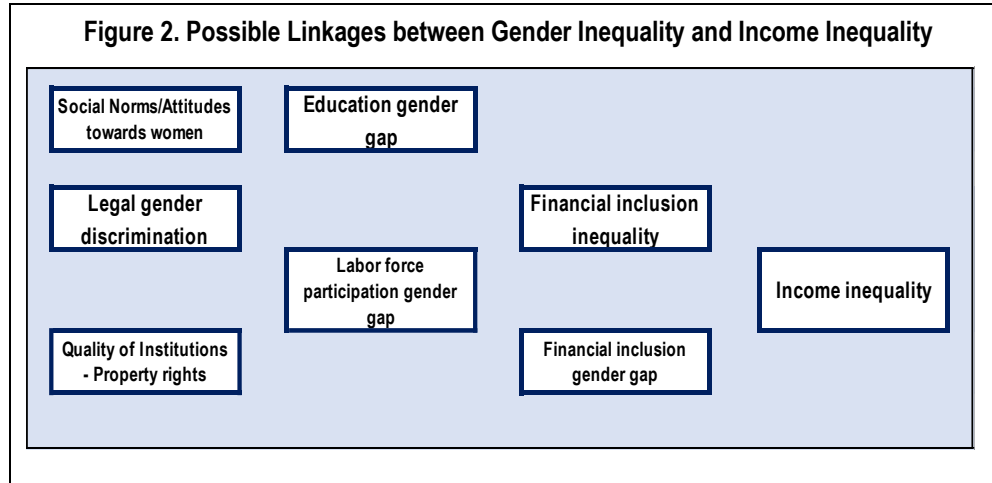 Figure 2. Possible Linkages between Gender Inequality and Income Inequality
Social Norms/Attitudes
towards women
Education gender
gap
Legal gender
discrimination
Financial inclusion
inequality
Labor force
participation gender
gap
Income inequality
Quality of Institutions
- Property rights
Financial inclusion
gender gap